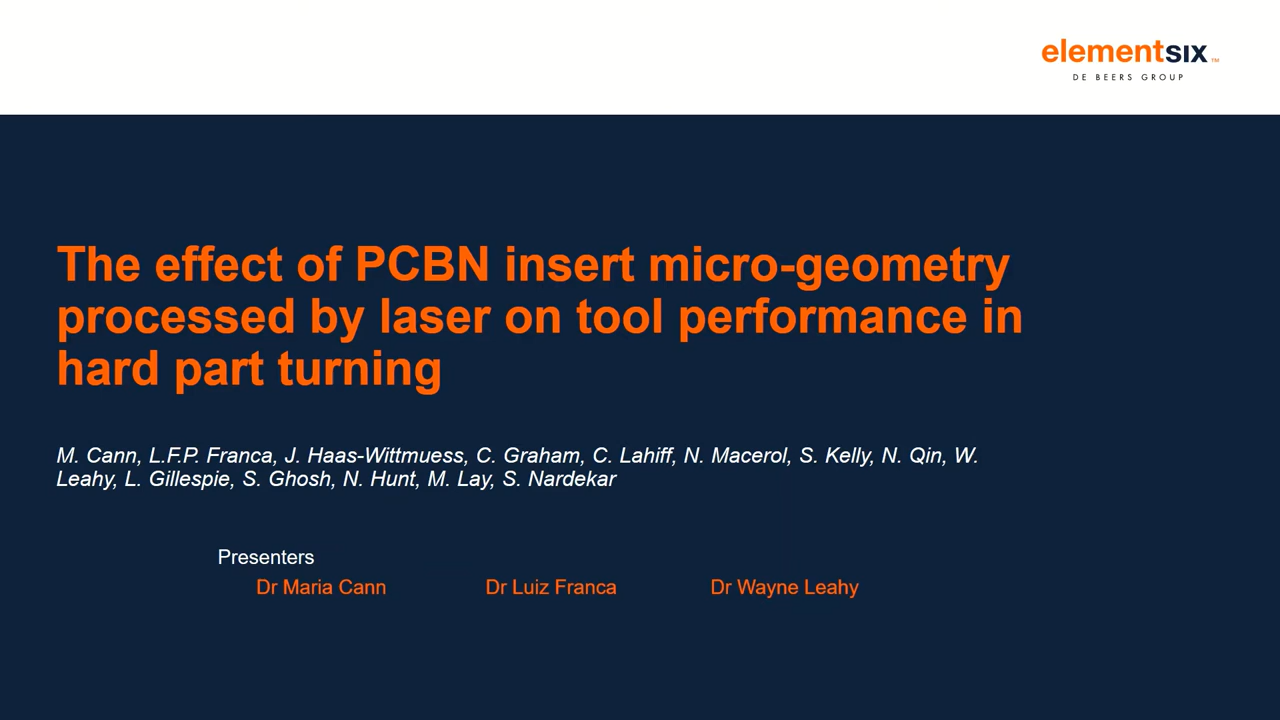 elementsix™
DE BEERS GROUP
The effect of PCBN insert micro-geometry
processed by laser on tool performance in
hard part turning
M. Cann, L.F.P. Franca, J. Haas-Wittmuess, C. Graham, C. Lahiff, N. Macerol, S. Kelly, N. Qin, W.
Leahy, L. Gillespie, S. Ghosh, N. Hunt, M. Lay, S. Nardekar
Presenters
Dr Maria Cann Dr Luiz Franca Dr Wayne Leahy